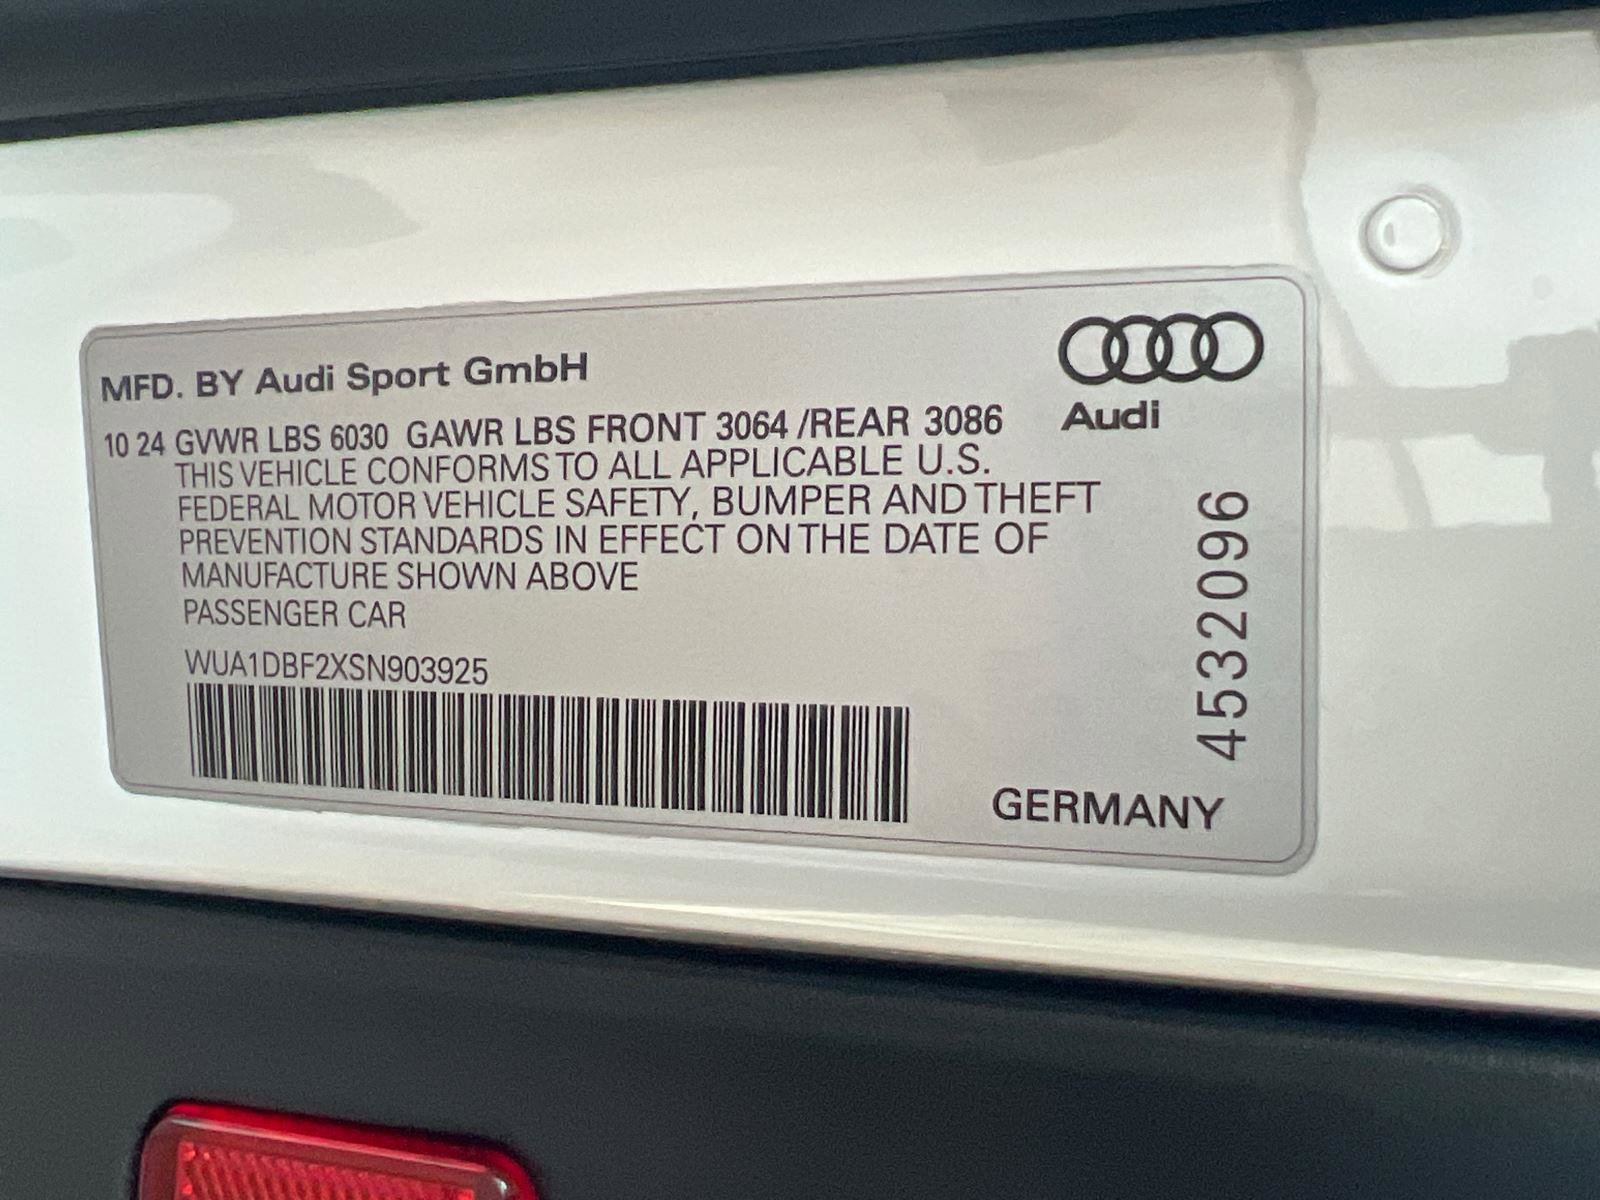 MFD. BY Audi Sport GmbH
10 24 GVWR LBS 6030 GAWR LBS FRONT 3064 /REAR 3086
THIS VEHICLE CONFORMS TO ALL APPLICABLE U.S.
FEDERAL MOTOR VEHICLE SAFETY, BUMPER AND THEFT
PREVENTION STANDARDS IN EFFECT ON THE DATE OF
MANUFACTURE SHOWN ABOVE
PASSENGER CAR
WUA1DBF2XSN903925
Audi
4532096
GERMANY